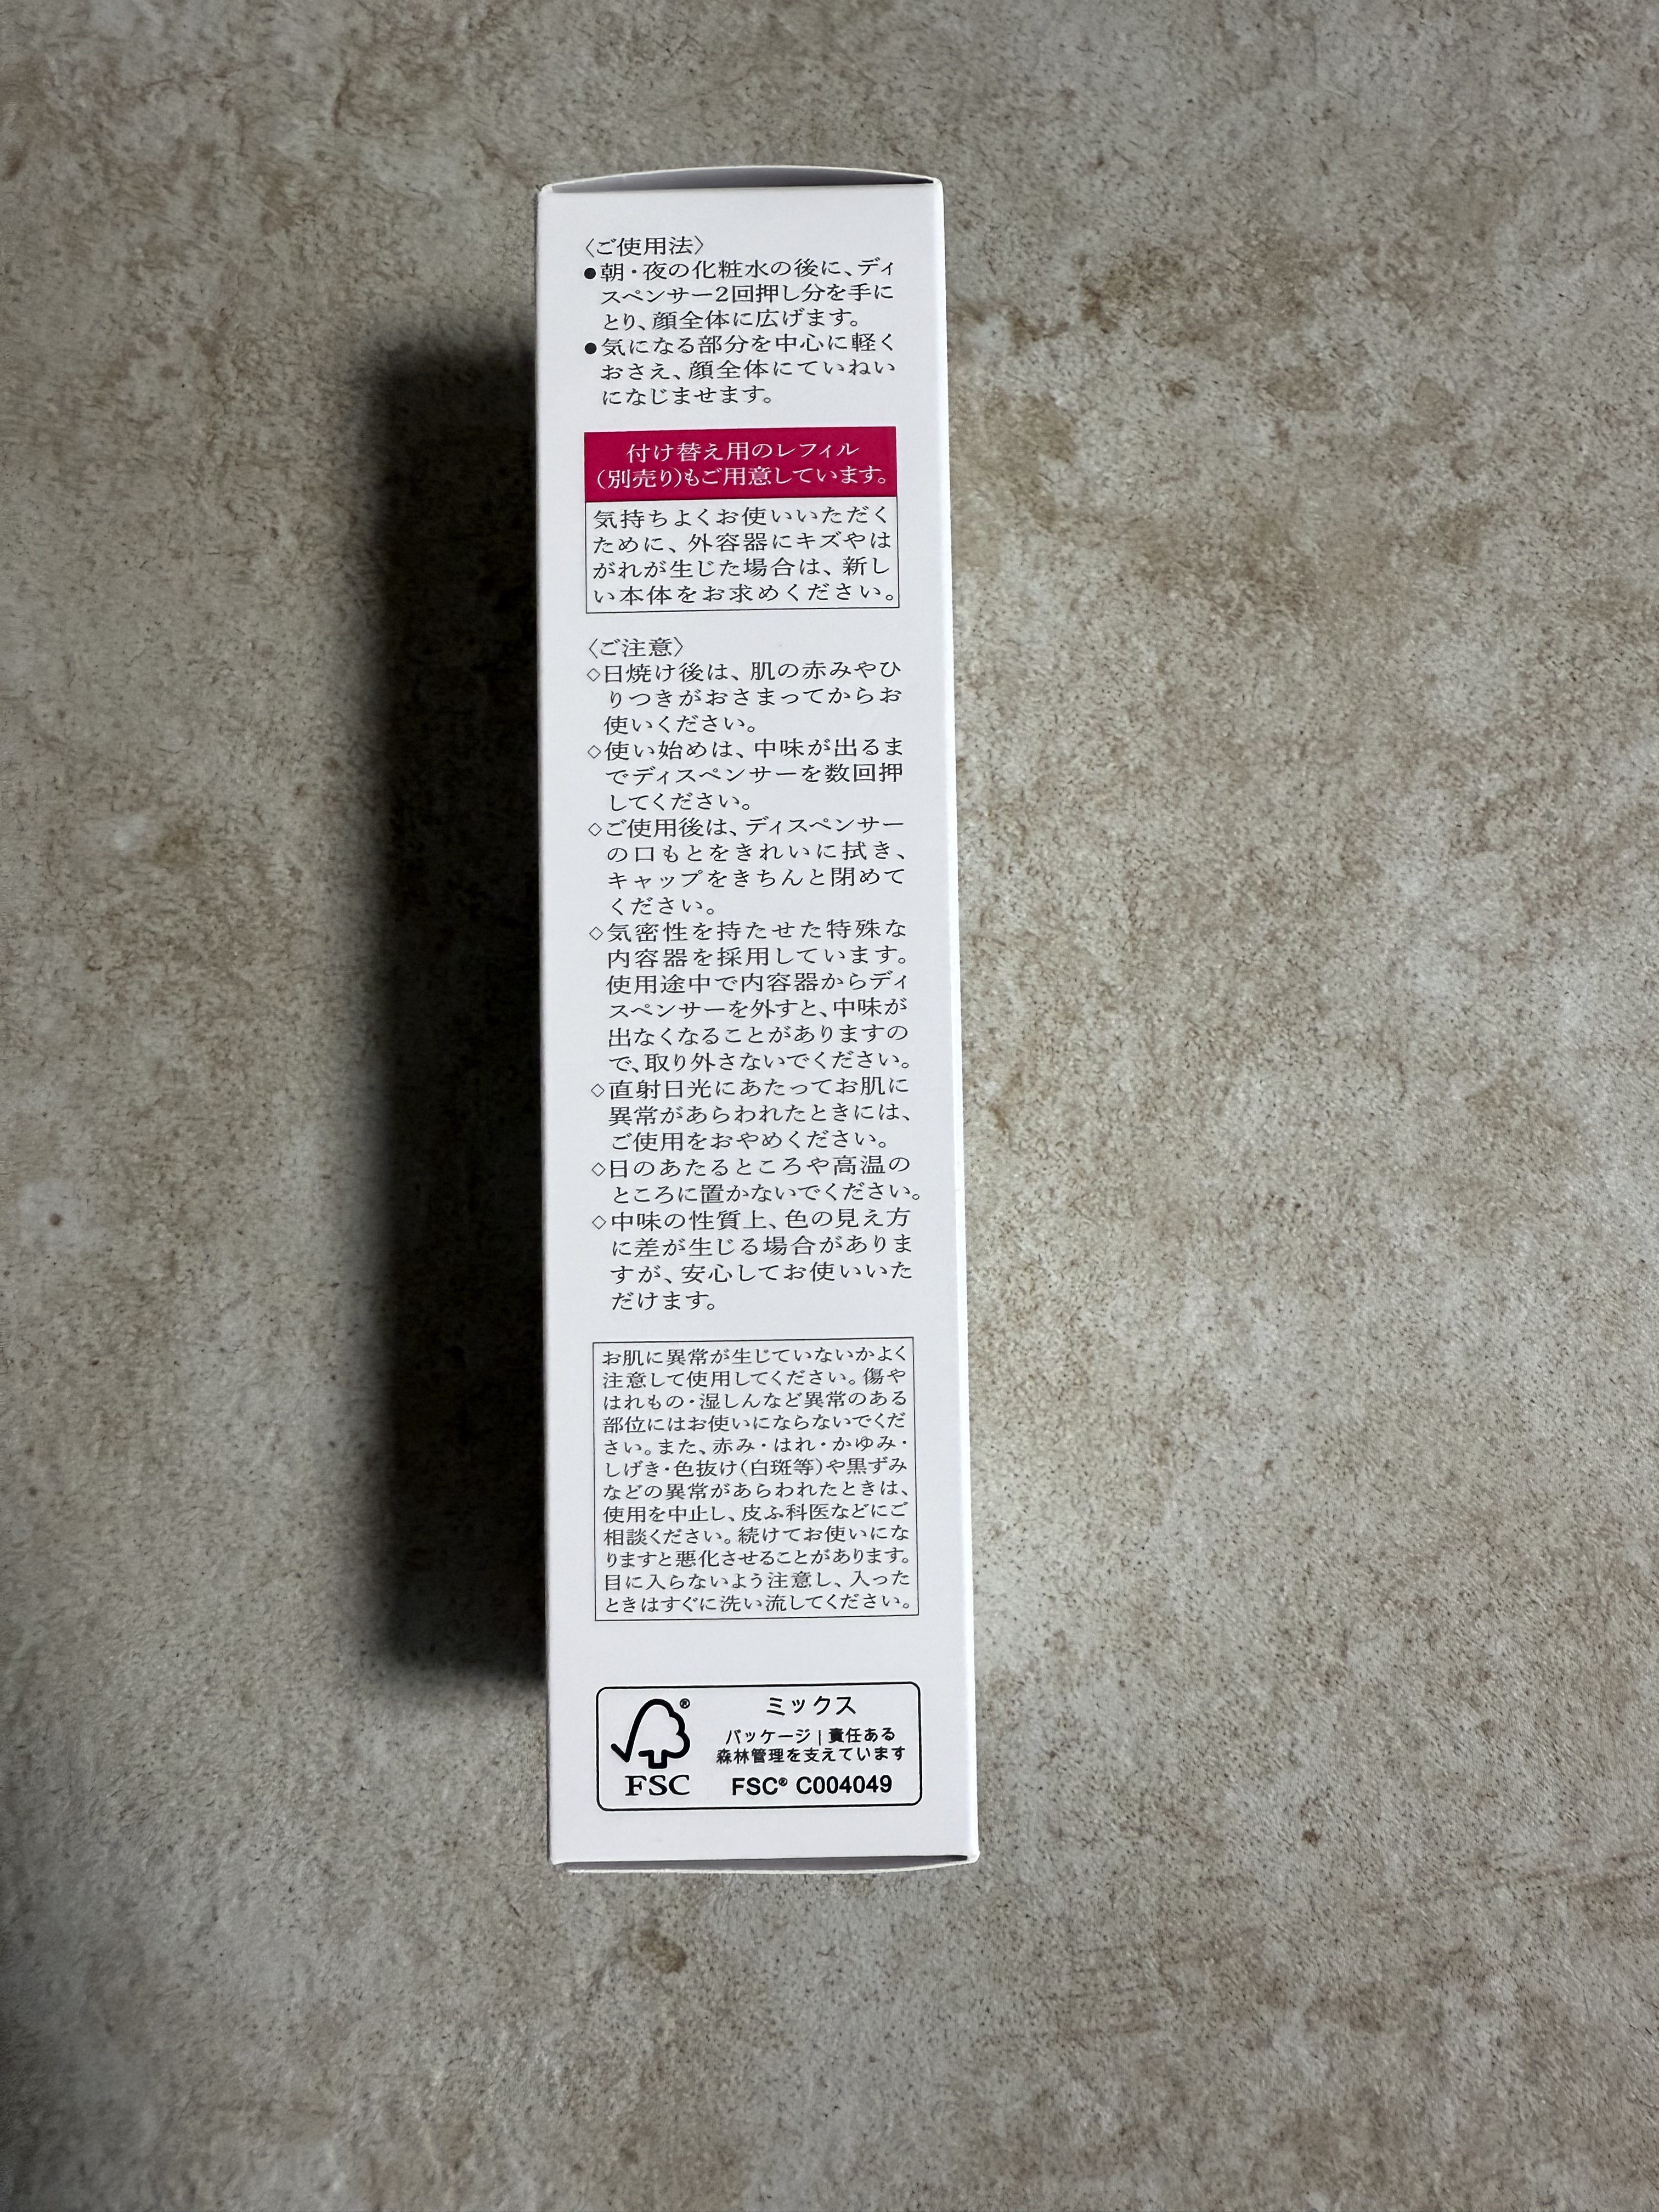 〈ご使用法〉
●朝・夜の化粧水の後に、ディ
スペンサー2回押し分を手に
とり、顔全体に広げます。
●気になる部分を中心に軽く
おさえ、顔全体にていねい
になじませます。
付け替え用のレフィル
(別売り)もご用意しています。
気持ちよくお使いいただく
ために、外容器にキズやは
がれが生じた場合は、新し
い本体をお求めください。
〈ご注意〉
◇日焼け後は、肌の赤みやひ
りつきがおさまってからお
使いください。
◇使い始めは、中味が出るま
でディスペンサーを数回押
してください。
◇ご使用後は、ディスペンサー
の口もとをきれいに拭き、
キャップをきちんと閉めて
ください。
◇気密性を持たせた特殊な
内容器を採用しています。
使用途中で内容器からディ
スペンサーを外すと、中味が
出なくなることがありますの
で、取り外さないでください。
◇直射日光にあたってお肌に
異常があらわれたときには、
ご使用をおやめください。
◇日のあたるところや高温の
ところに置かないでください。
◇中味の性質上、色の見え方
に差が生じる場合がありま
すが、安心してお使いいた
だけます。
お肌に異常が生じていないかよく
注意して使用してください。傷や
はれもの・湿しんなど異常のある
部位にはお使いにならないでくだ
さい。また、赤み・はれ・かゆみ・
しげき・色抜け(白斑等)や黒ずみ
などの異常があらわれたときは、
使用を中止し、皮ふ科医などにご
相談ください。続けてお使いにな
りますと悪化させることがあります。
目に入らないよう注意し、入った
ときはすぐに洗い流してください。
®
FSC
ミックス
パッケージ | 責任ある
森林管理を支えています
FSC® C004049